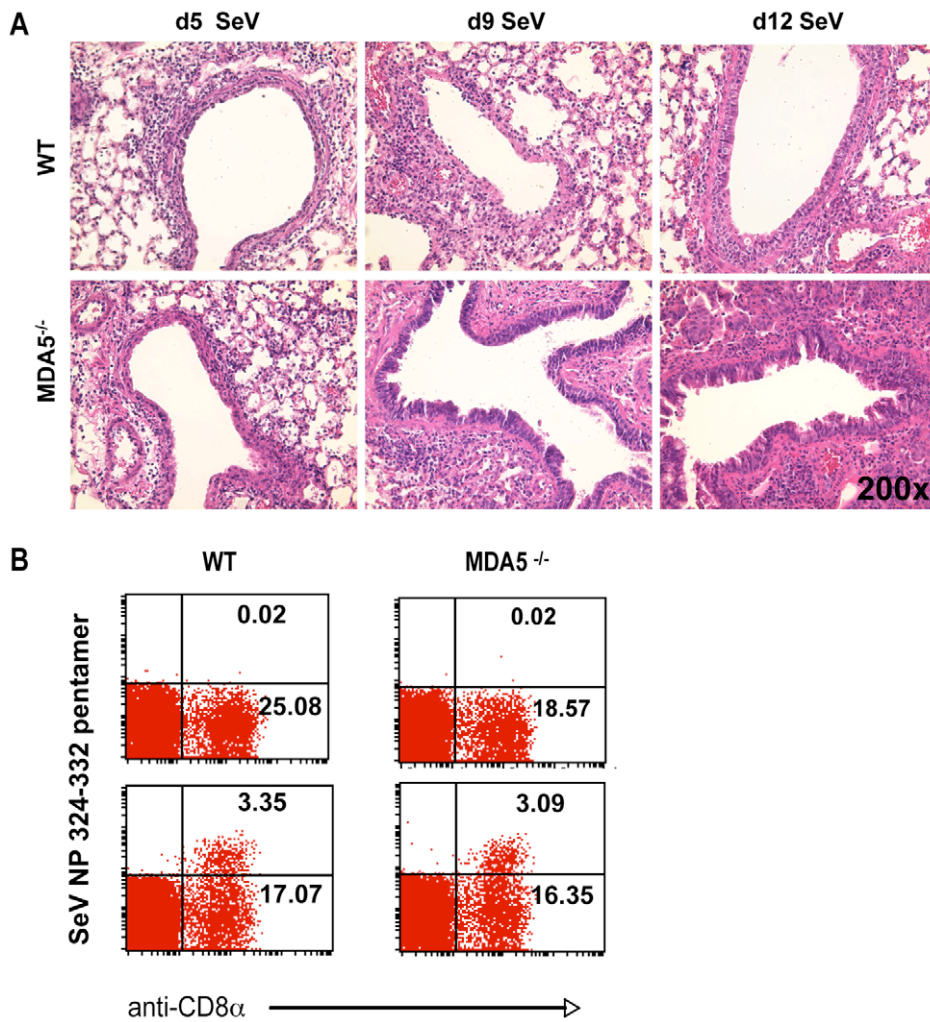 A
d5 SeV
d9 SeV
d12 SeV
WT
MDA5-/-
200x
B
WT
MDA5 -/-
SeV NP 324-332 pentamer
0.02
25.08
0.02
18.57
3.35
17.07
3.09
16.35
anti-CD8α